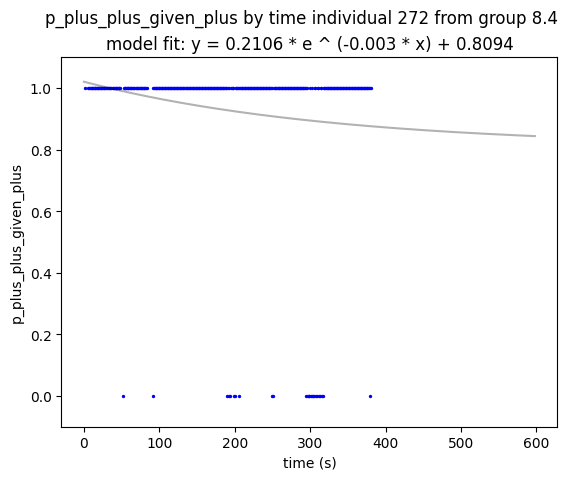 p_plus_plus_given_plus by time individual 272 from group 8.4
model fit: y = 0.2106 * e ^ (-0.003 * x) + 0.8094
p_plus_plus_given_plus
1.0
0.8
0.6
0.4
0.2
0.0
0 100 200 300 400 500 600
time (s)